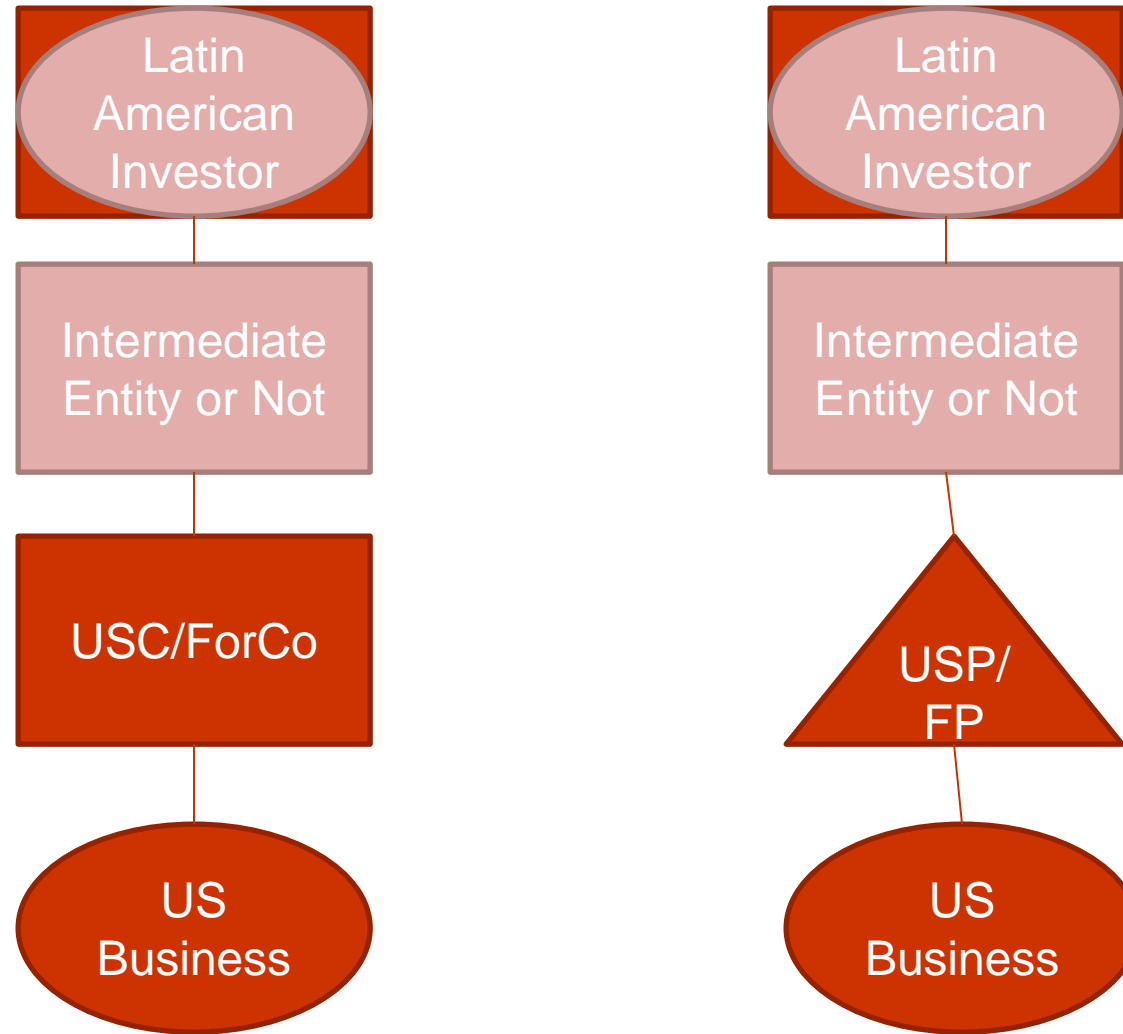 Latin
American
Investor
Intermediate
Entity or Not
USC/ForCo
US
Business
Latin
American
Investor
Intermediate
Entity or Not
USP/
FP
US
Business